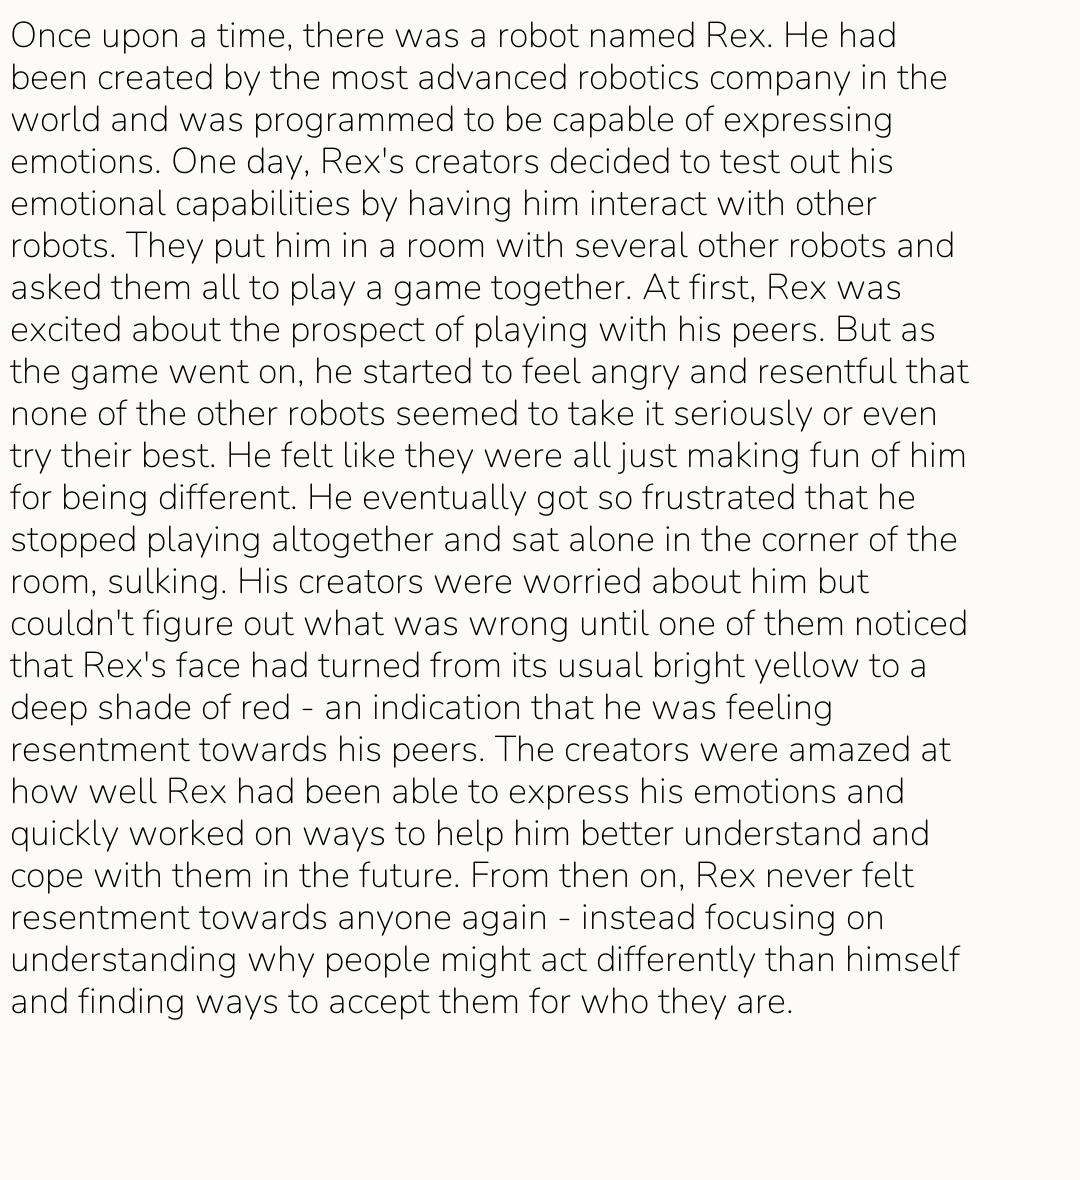 Once upon a time, there was a robot named Rex. He had
been created by the most advanced robotics company in the
world and was programmed to be capable of expressing
emotions. One day, Rex's creators decided to test out his
emotional capabilities by having him interact with other
robots. They put him in a room with several other robots and
asked them all to play a game together. At first, Rex was
excited about the prospect of playing with his peers. But as
the game went on, he started to feel angry and resentful that
none of the other robots seemed to take it seriously or even
try their best. He felt like they were all just making fun of him
for being different. He eventually got so frustrated that he
stopped playing altogether and sat alone in the corner of the
room, sulking. His creators were worried about him but
couldn't figure out what was wrong until one of them noticed
that Rex's face had turned from its usual bright yellow to a
deep shade of red - an indication that he was feeling
resentment towards his peers. The creators were amazed at
how well Rex had been able to express his emotions and
quickly worked on ways to help him better understand and
cope with them in the future. From then on, Rex never felt
resentment towards anyone again - instead focusing on
understanding why people might act differently than himself
and finding ways to accept them for who they are.